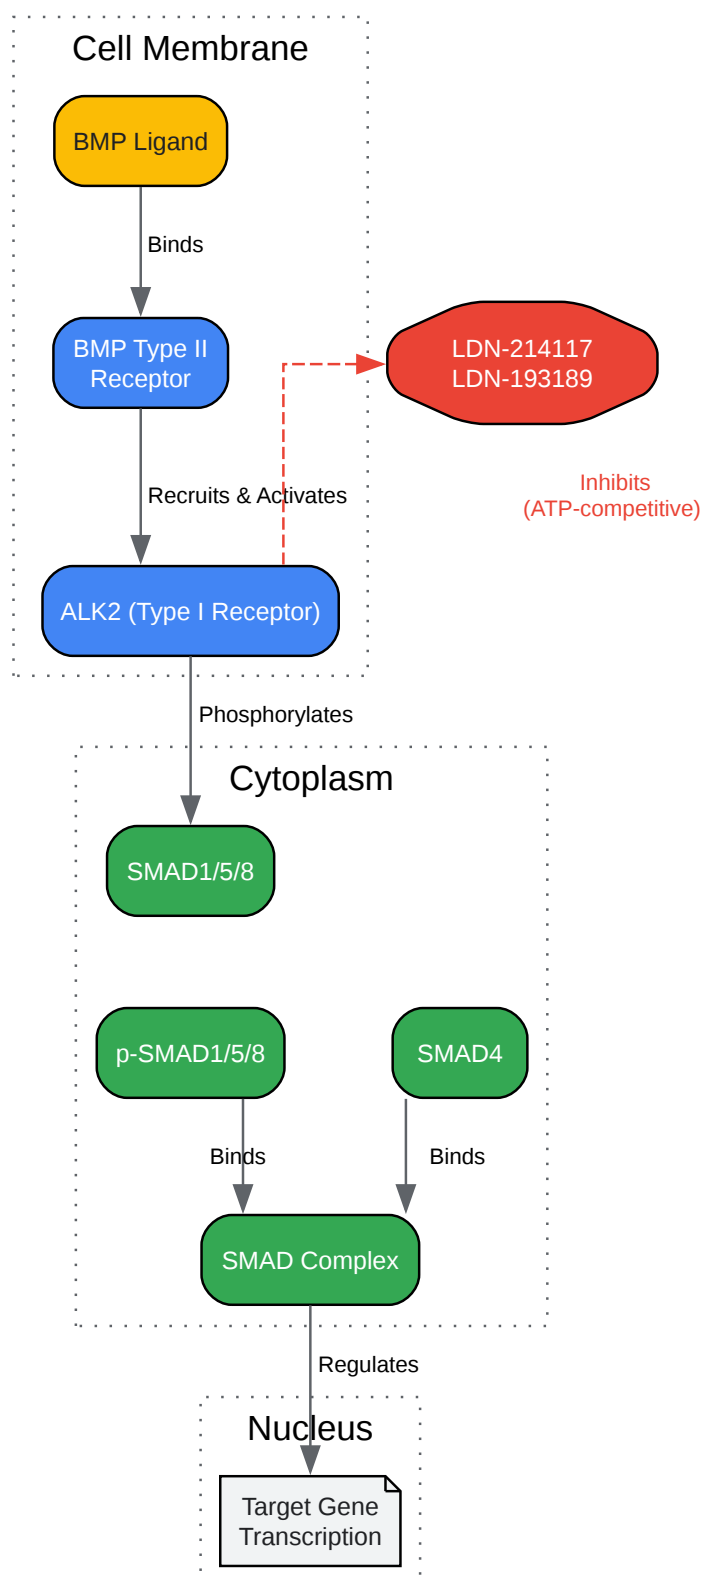 Cell Membrane
BMP Ligand
Binds
BMP Type II
Receptor
LDN-214117
LDN-193189
Recruits & Activates
Inhibits
(ATP-competitive)
ALK2 (Type I Receptor)
Phosphorylates
Cytoplasm
SMAD1/5/8
p-SMAD1/5/8
SMAD4
Binds
Binds
SMAD Complex
Regulates
Nucleus
Target Gene
Transcription